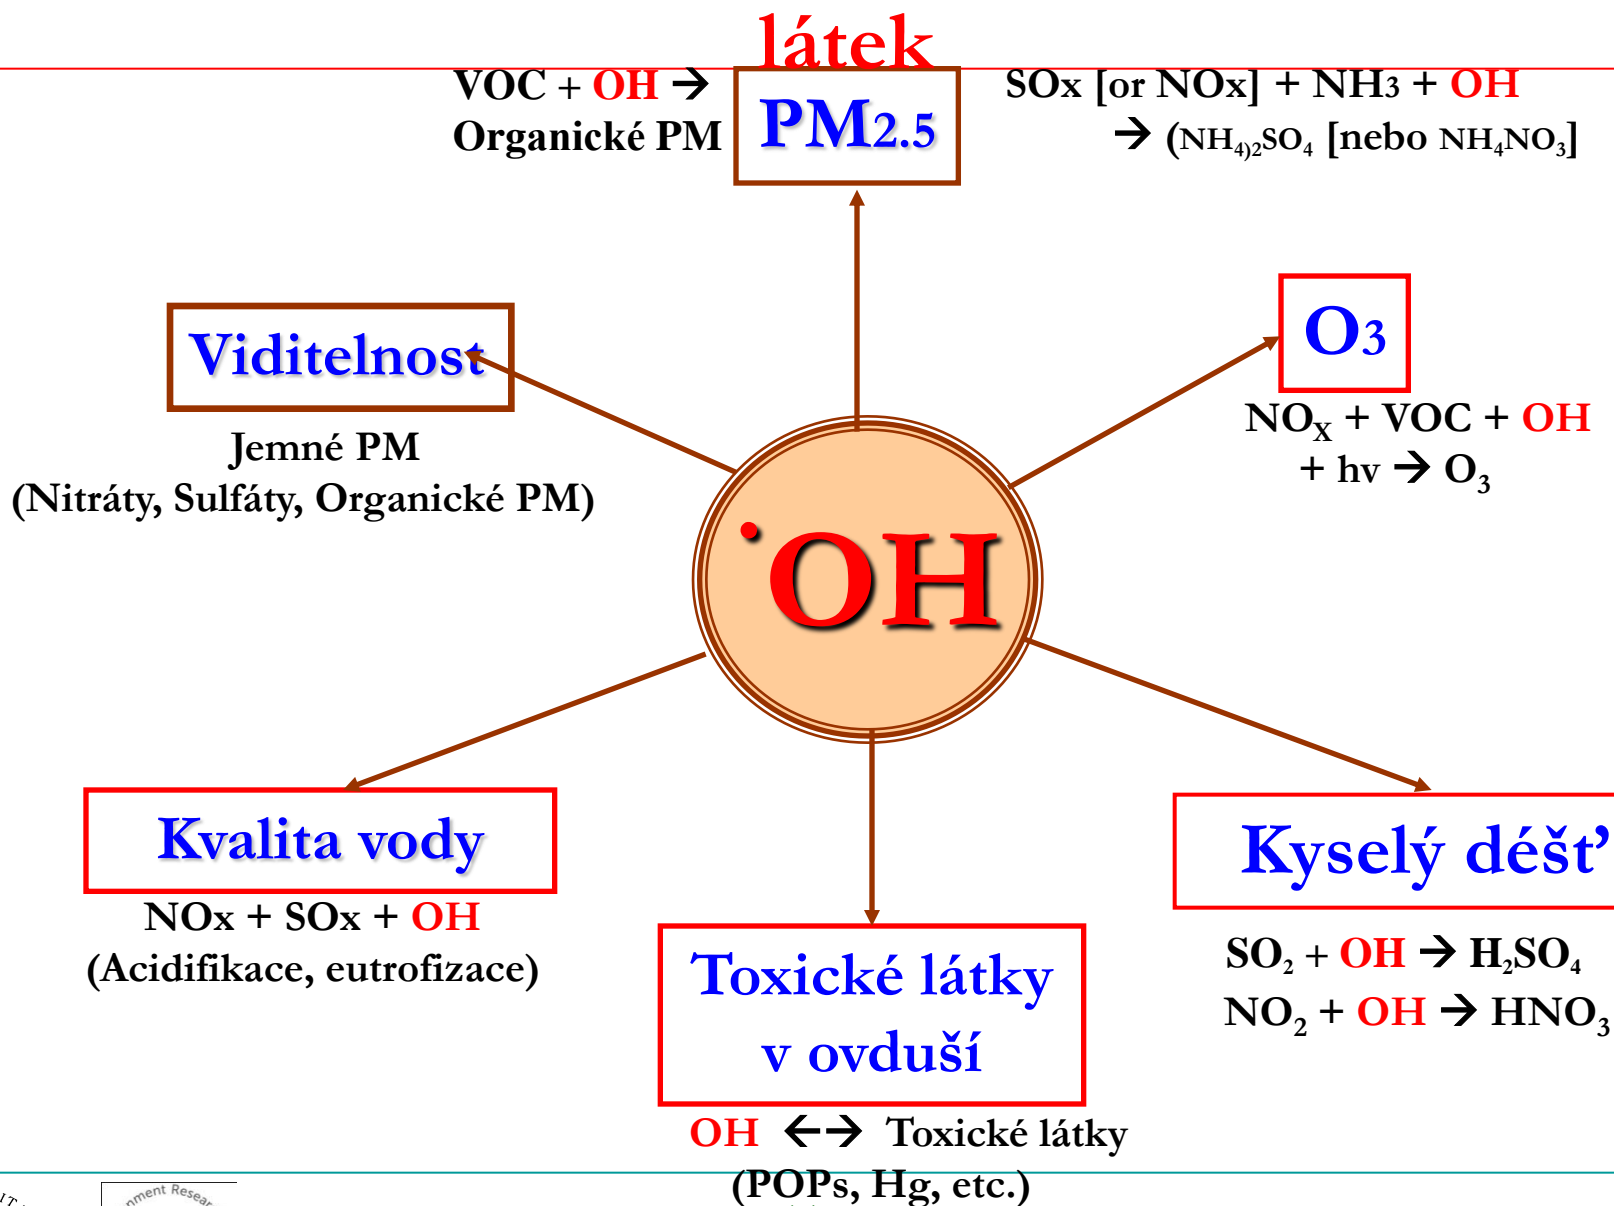 látek
VOC + OH →
Organické PM
PM2.5
SOx [or NOx] + NH3 + OH
→ (NH₄₎₂SO₄ [nebo NH₄NO₃]
Viditelnost
Jemné PM
(Nitráty, Sulfáty, Organické PM)
O3
NOₓ + VOC + OH
+ hv → O₃
˙OH
Kvalita vody
NOx + SOx + OH
(Acidifikace, eutrofizace)
Toxické látky
v ovduší
OH ←→ Toxické látky
(POPs, Hg, etc.)
Kyselý déšť
SO₂ + OH → H₂SO₄
NO₂ + OH → HNO₃